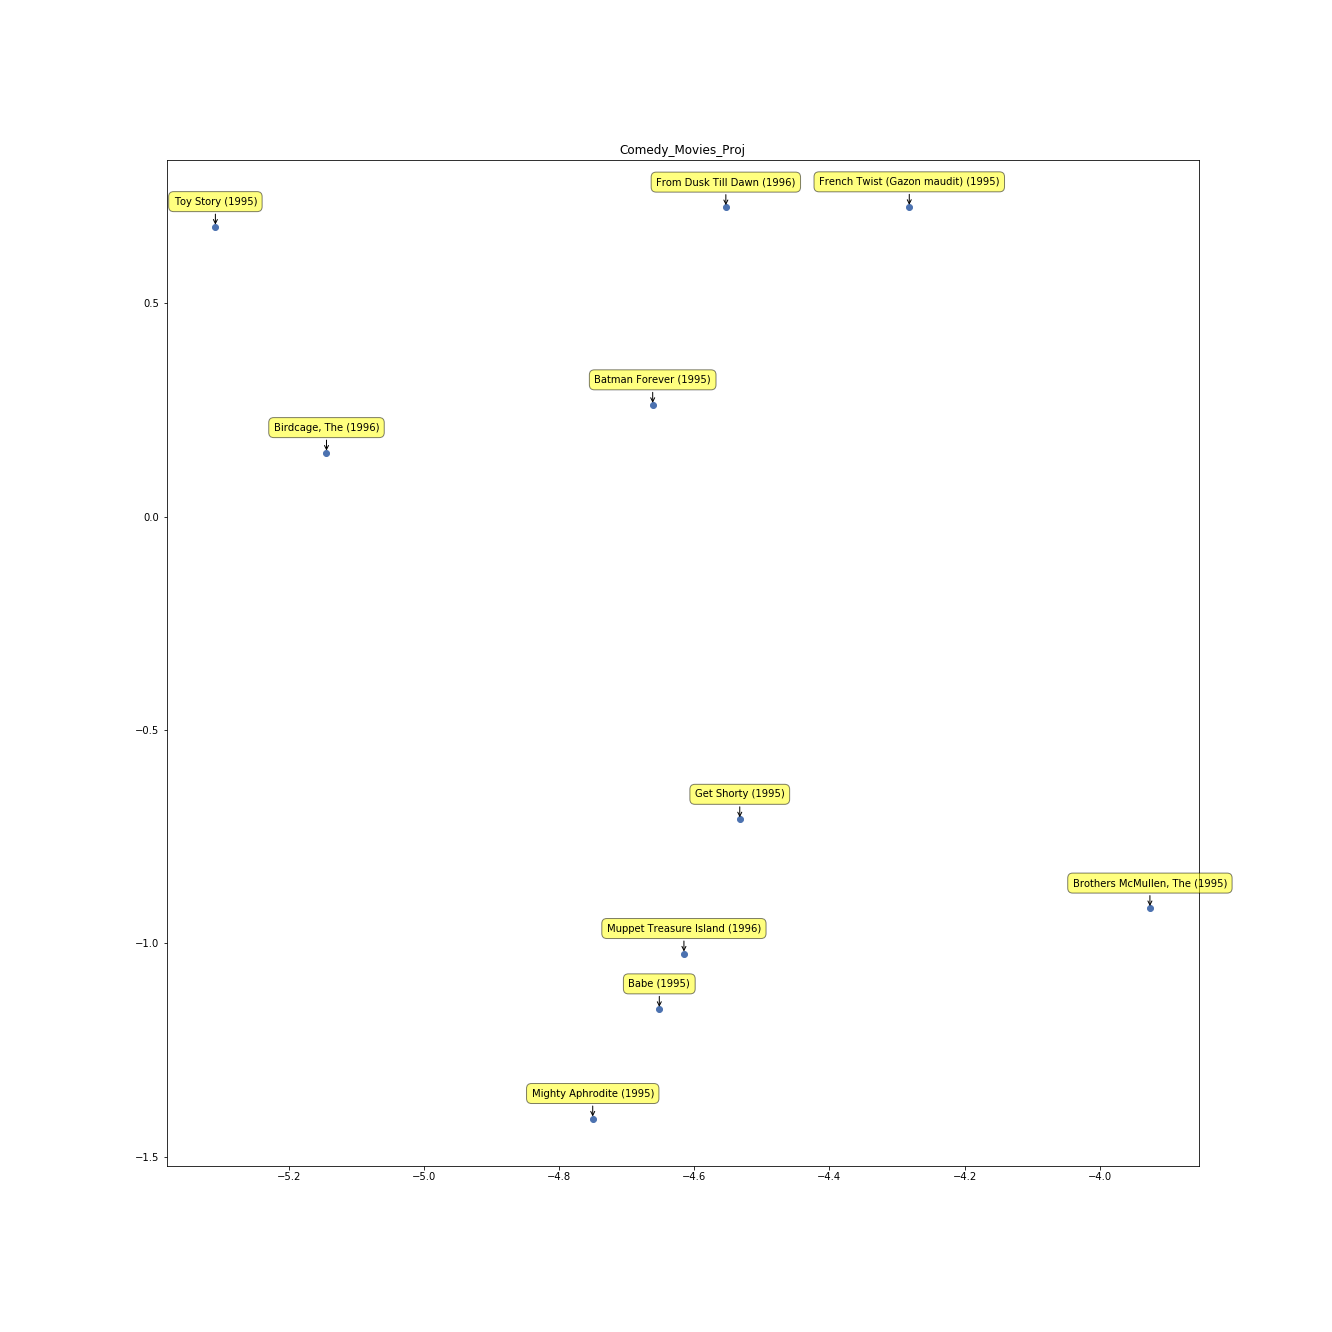 Comedy_Movies_Proj
From Dusk Till Dawn (1996)
French Twist (Gazon maudit) (1995)
Toy Story (1995)
0.5
Batman Forever (1995)
Birdcage, The (1996)
0.0
−0.5
Get Shorty (1995)
Brothers McMullen, The (1995)
Muppet Treasure Island (1996)
−1.0
Babe (1995)
Mighty Aphrodite (1995)
−1.5
−5.2
−5.0
−4.8
−4.6
−4.4
−4.2
−4.0